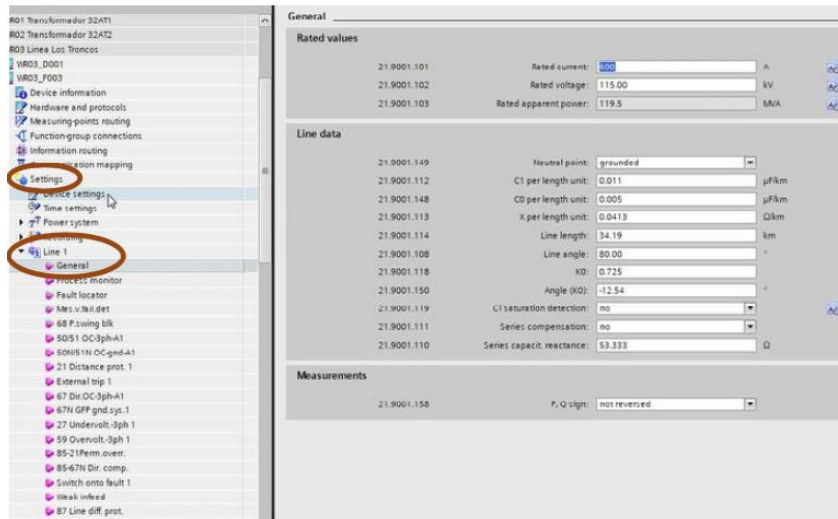 R01 Transformador 32AT1
R02 Transformador 32AT2
R03 Linea Los Troncos
WR03_D001
WR03_F003
Device information
Hardware and protocols
Measuring-points routing
Function-group connections
Information routing
mapping
Settings
Device settings
Time settings
Power system
Recording
Line 1
General
Process monitor
Fault locator
Mes.v.fail.det
68 P.swing blk
50/51 OC-3ph-A1
50N/51N OC-gnd-A1
21 Distance prot. 1
External trip 1
67 Dir.OC-3ph-A1
67N GFP gnd.sys.1
27 Undervolt.-3ph 1
59 Overvolt.-3ph 1
85-21Perm.overr.
85-67N Dir. comp.
Switch onto fault 1
Weak infeed
87 Line diff. prot.
General
Rated values
21.9001.101 Rated current: 600 A
21.9001.102 Rated voltage: 115.00 kV
21.9001.103 Rated apparent power: 119.5 MVA
Line data
21.9001.149 Neutral point: grounded
21.9001.112 C1 per length unit: 0.011 µF/km
21.9001.148 C0 per length unit: 0.005 µF/km
21.9001.113 X per length unit: 0.0413 Ω/km
21.9001.114 Line length: 34.19 km
21.9001.108 Line angle: 80.00 °
21.9001.118 K0: 0.725
21.9001.150 Angle (K0): -12.54 °
21.9001.119 CT saturation detection: no
21.9001.111 Series compensation: no
21.9001.110 Series capacit. reactance: 53.333 Ω
Measurements
21.9001.158 P, Q sign: not reversed